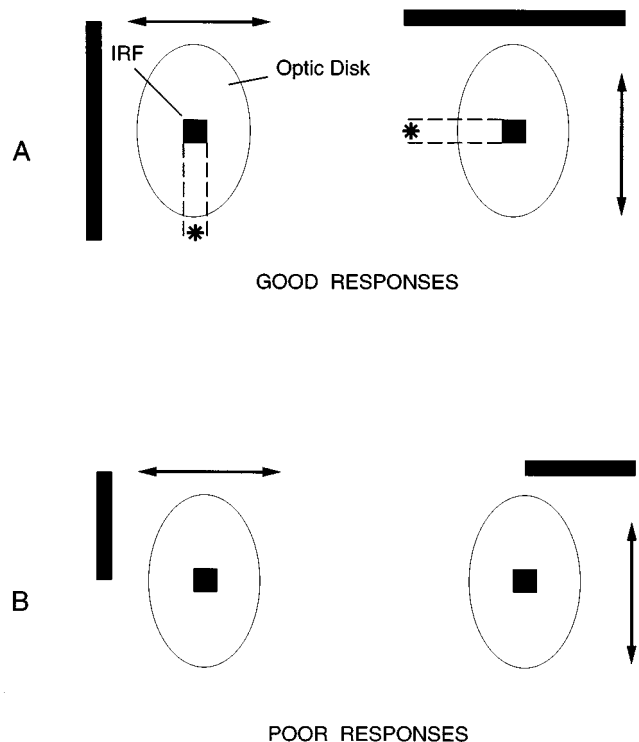 IRF
Optic Disk
A
GOOD RESPONSES
B
POOR RESPONSES